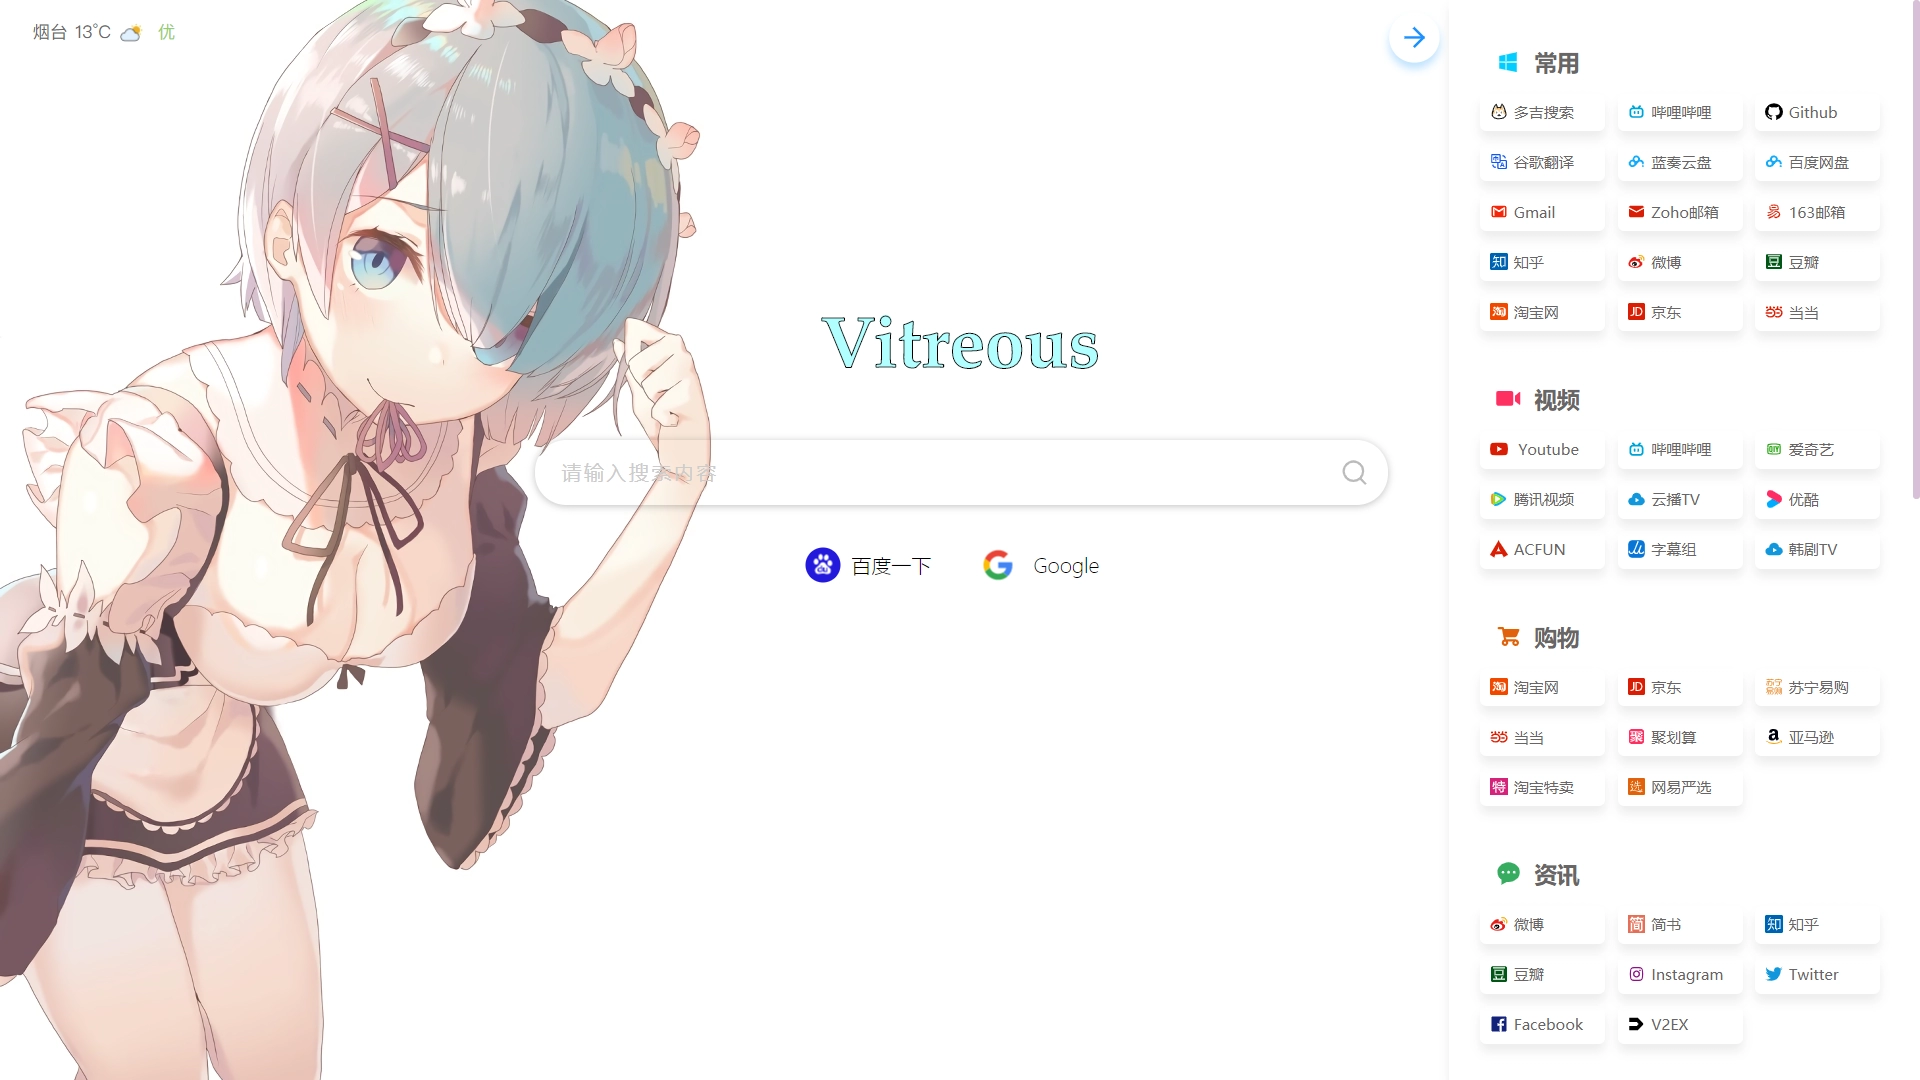 烟台 13°C 优
Vitreous
请输入搜索内容
百度一下 Google
常用
多吉搜索 哔哩哔哩 Github
谷歌翻译 蓝奏云盘 百度网盘
Gmail Zoho邮箱 163邮箱
知乎 微博 豆瓣
淘宝网 京东 当当
视频
Youtube 哔哩哔哩 爱奇艺
腾讯视频 云播TV 优酷
ACFUN 字幕组 韩剧TV
购物
淘宝网 京东 苏宁易购
当当 聚划算 亚马逊
淘宝特卖 网易严选
资讯
微博 简书 知乎
豆瓣 Instagram Twitter
Facebook V2EX